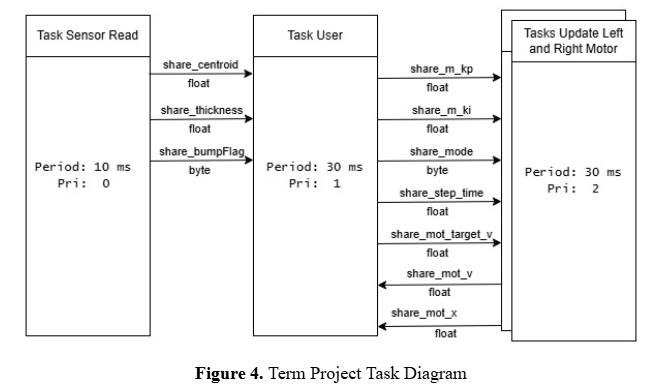 Task Sensor Read
Task User
Tasks Update Left
and Right Motor
share_centroid
float
share_thickness
float
share_bumpFlag
byte
Period: 10 ms
Pri: 0
Period: 30 ms
Pri: 1
share_m_kp
float
share_m_ki
float
share_mode
byte
share_step_time
float
share_mot_target_v
float
share_mot_v
float
share_mot_x
float
Period: 30 ms
Pri: 2
Figure 4. Term Project Task Diagram